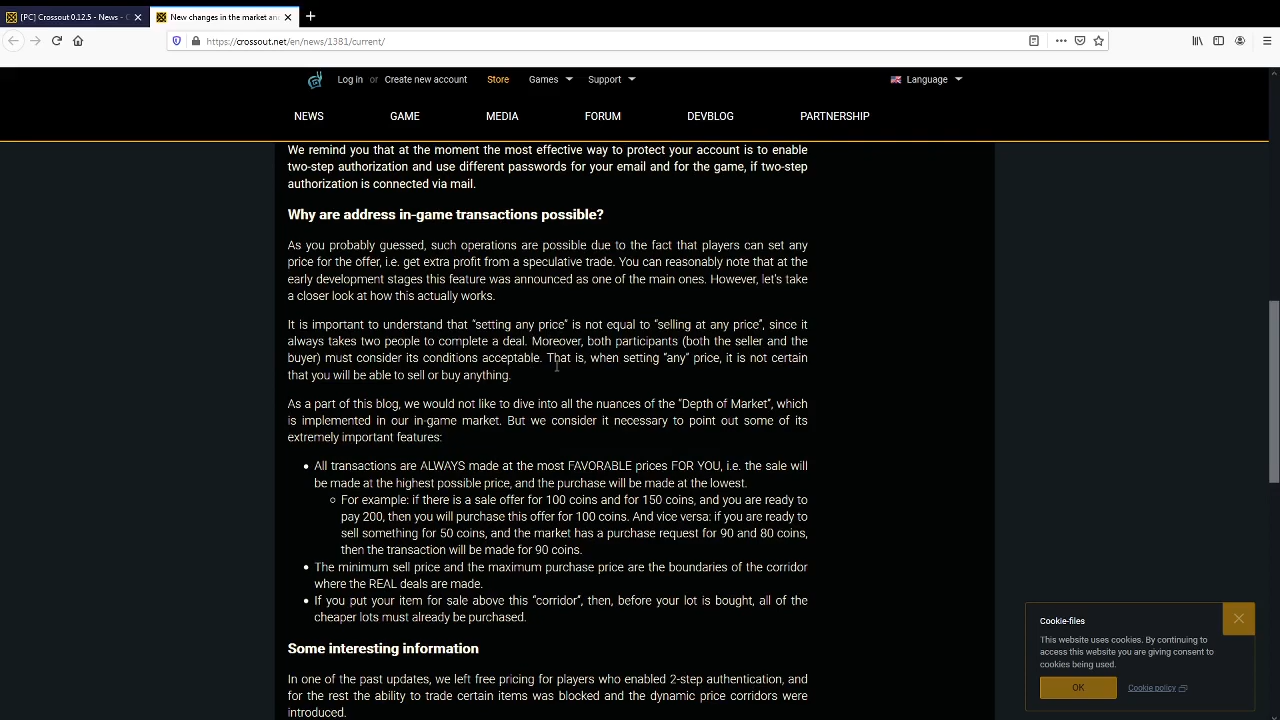 [PC] Crossout 0.12.5 - News - C
New changes in the market and
https://crossout.net/en/news/1381/current/
Log in or Create new account Store Games Support Language
NEWS GAME MEDIA FORUM DEVBLOG PARTNERSHIP
We remind you that at the moment the most effective way to protect your account is to enable
two-step authorization and use different passwords for your email and for the game, if two-step
authorization is connected via mail.
Why are address in-game transactions possible?
As you probably guessed, such operations are possible due to the fact that players can set any
price for the offer, i.e. get extra profit from a speculative trade. You can reasonably note that at the
early development stages this feature was announced as one of the main ones. However, let's take
a closer look at how this actually works.
It is important to understand that “setting any price” is not equal to “selling at any price”, since it
always takes two people to complete a deal. Moreover, both participants (both the seller and the
buyer) must consider its conditions acceptable. That is, when setting “any” price, it is not certain
that you will be able to sell or buy anything.
As a part of this blog, we would not like to dive into all the nuances of the “Depth of Market”, which
is implemented in our in-game market. But we consider it necessary to point out some of its
extremely important features:
All transactions are ALWAYS made at the most FAVORABLE prices FOR YOU, i.e. the sale will
be made at the highest possible price, and the purchase will be made at the lowest.
For example: if there is a sale offer for 100 coins and for 150 coins, and you are ready to
pay 200, then you will purchase this offer for 100 coins. And vice versa: if you are ready to
sell something for 50 coins, and the market has a purchase request for 90 and 80 coins,
then the transaction will be made for 90 coins.
The minimum sell price and the maximum purchase price are the boundaries of the corridor
where the REAL deals are made.
If you put your item for sale above this “corridor”, then, before your lot is bought, all of the
cheaper lots must already be purchased.
Some interesting information
In one of the past updates, we left free pricing for players who enabled 2-step authentication, and
for the rest the ability to trade certain items was blocked and the dynamic price corridors were
introduced.
Cookie-files
This website uses cookies. By continuing to
access this website you are giving consent to
cookies being used.
OK Cookie policy